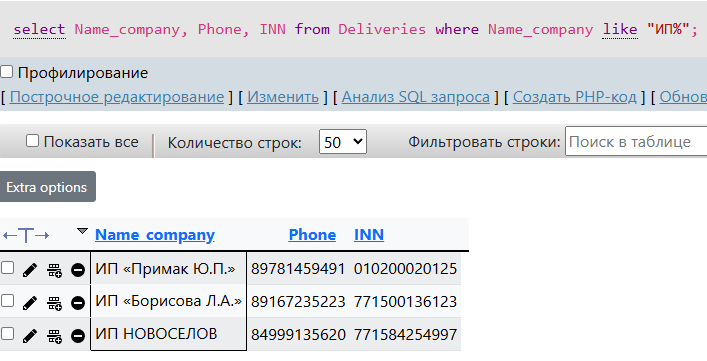 select Name_company, Phone, INN from Deliveries where Name_company like "ИП%";
Профилирование
[ Построчное редактирование ] [ Изменить ] [ Анализ SQL запроса ] [ Создать PHP-код ] [ Обнов
Показать все Количество строк: 50 Фильтровать строки: Поиск в таблице
Extra options
←T→ Name_company Phone INN
ИП «Примак Ю.П.» 89781459491 010200020125
ИП «Борисова Л.А.» 89167235223 771500136123
ИП НОВОСЕЛОВ 84999135620 771584254997